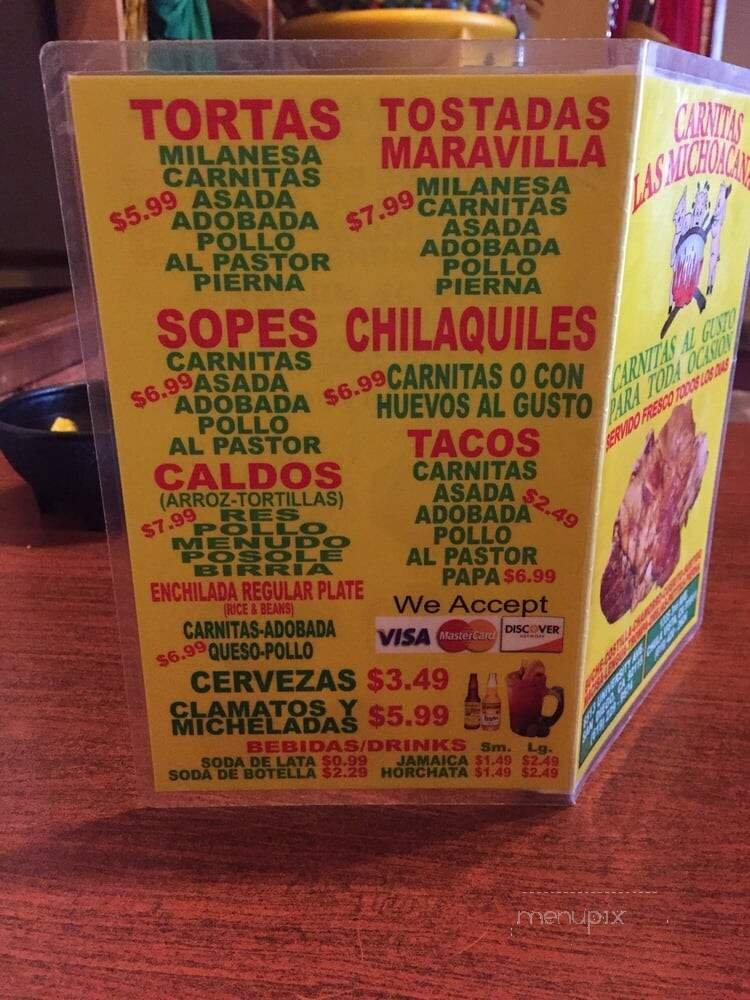 TORTAS
MILANESA
CARNITAS
$5.99 ASADA
ADOBADA
POLLO
AL PASTOR
PIERNA
TOSTADAS
MARAVILLA
MILANESA
$7.99 CARNITAS
ASADA
ADOBADA
POLLO
PIERNA
SOPES
CARNITAS
$6.99 ASADA
ADOBADA
POLLO
AL PASTOR
CHILAQUILES
$6.99 CARNITAS O CON
HUEVOS AL GUSTO
CALDOS
(ARROZ-TORTILLAS)
$7.99 RES
POLLO
MENUDO
POSOLE
BIRRIA
TACOS
CARNITAS
ASADA $2.49
ADOBADA
POLLO
AL PASTOR
PAPA $6.99
ENCHILADA REGULAR PLATE
(RICE & BEANS)
CARNITAS-ADOBADA
$6.99 QUESO-POLLO
We Accept
VISA MasterCard DISCOVER
CERVEZAS $3.49
CLAMATOS Y
MICHELADAS $5.99
BEBIDAS/DRINKS Sm. Lg.
SODA DE LATA $0.99 JAMAICA $1.49 $2.49
SODA DE BOTELLA $2.29 HORCHATA $1.49 $2.49
CARNITAS
LAS MICHOACANA
CARNITAS AL GUSTO
PARA TODA OCASION
SERVIDO FRESCO TODOS LOS DIAS
menupix